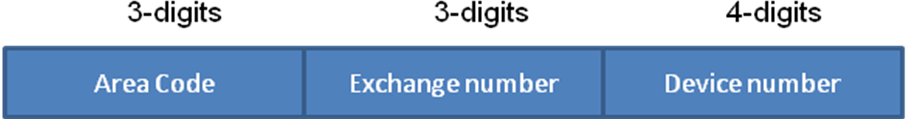 3-digits 3-digits 4-digits
Area Code Exchange number Device number